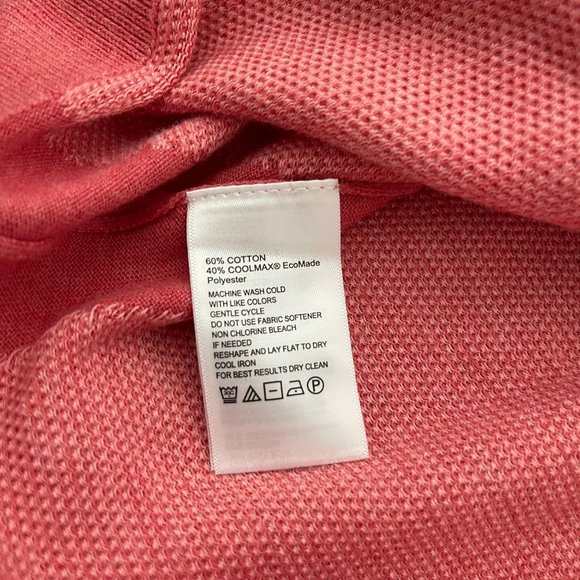 60% COTTON
40% COOLMAX® EcoMade
Polyester
MACHINE WASH COLD
WITH LIKE COLORS
GENTLE CYCLE
DO NOT USE FABRIC SOFTENER
NON CHLORINE BLEACH
IF NEEDED
RESHAPE AND LAY FLAT TO DRY
COOL IRON
FOR BEST RESULTS DRY CLEAN